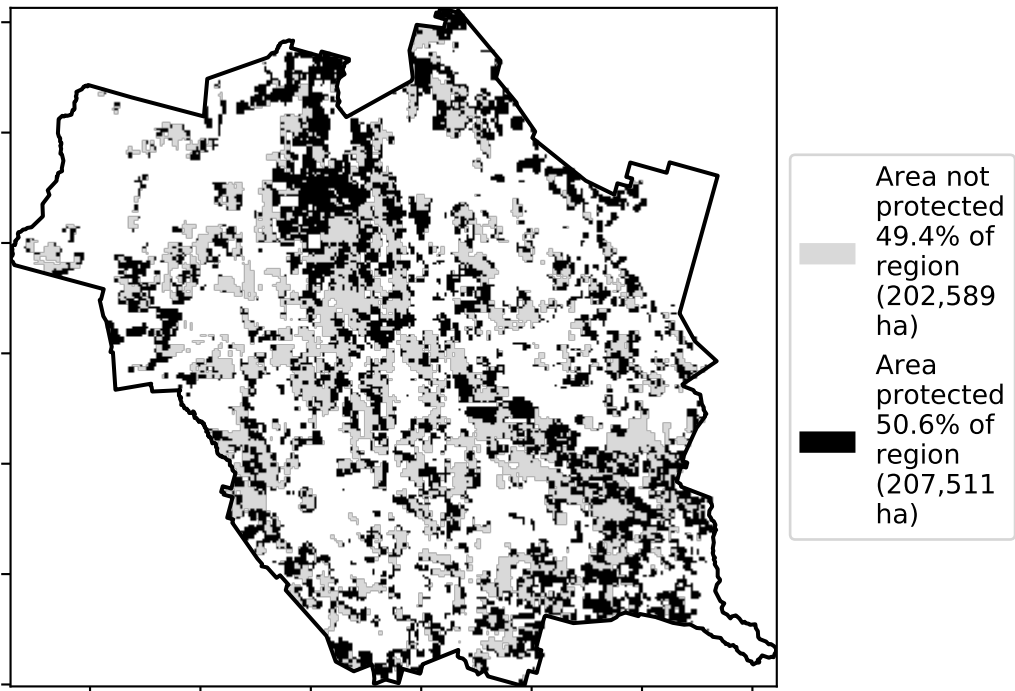 Area not
protected
49.4% of
region
(202,589
ha)
Area
protected
50.6% of
region
(207,511
ha)